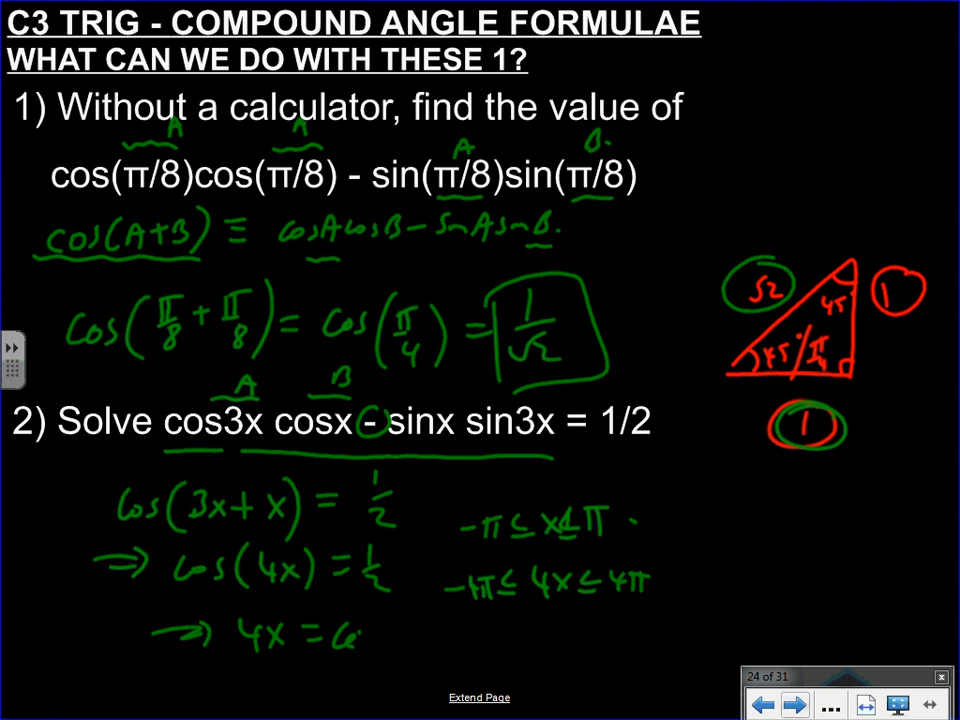 C3 TRIG - COMPOUND ANGLE FORMULAE
WHAT CAN WE DO WITH THESE 1?
1) Without a calculator, find the value of
A A A B
cos(π/8)cos(π/8) - sin(π/8)sin(π/8)
cos(A+B) ≡ cosAcosB - sinAsinB.
cos(π/8 + π/8) = cos(π/4) = 1/√2
√2 45 1
45°/π/4
1
A B
2) Solve cos3x cosx - sinx sin3x = 1/2
cos(3x+x) = 1/2
-π ≤ x ≤ π
⇒ cos(4x) = 1/2
-4π ≤ 4x ≤ 4π
⇒ 4x =
Extend Page
24 of 31